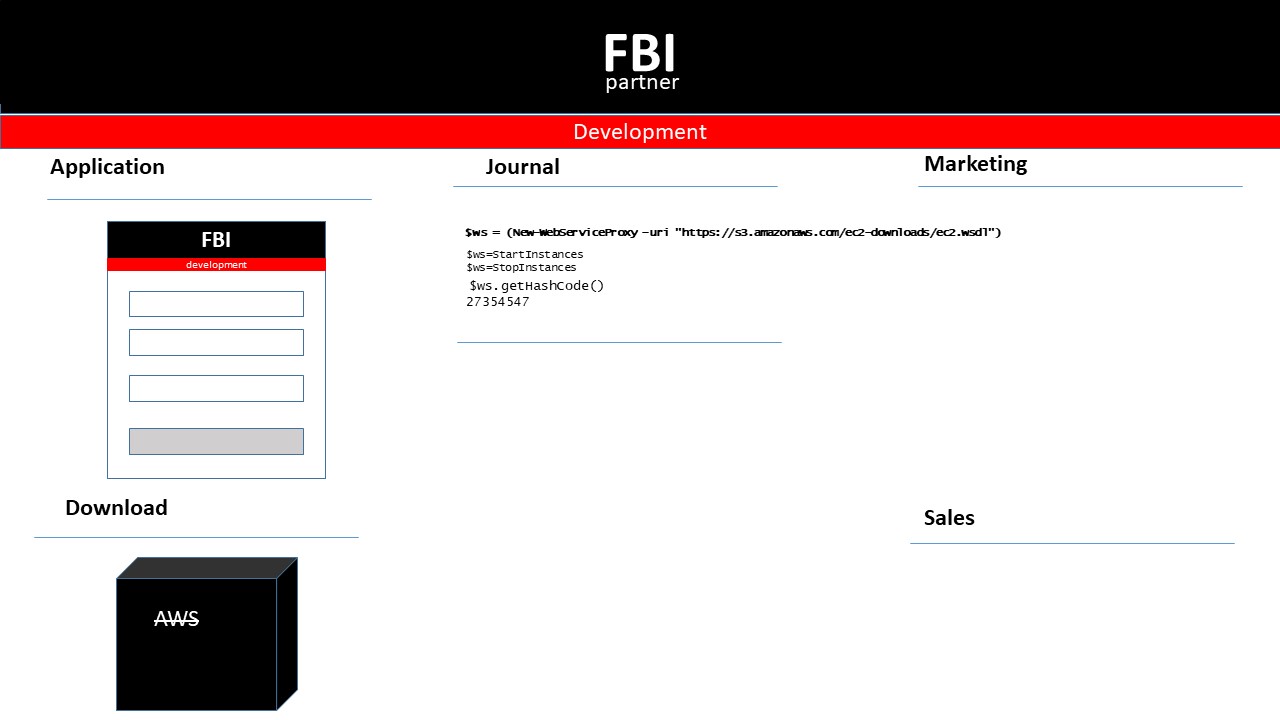 FBI
partner
Development
Application
Journal
Marketing
FBI
development
$ws = (New-WebServiceProxy -uri "https://s3.amazonaws.com/ec2-downloads/ec2.wsdl")
$ws=StartInstances
$ws=StopInstances
$ws.getHashCode()
27354547
Download
AWS
Sales